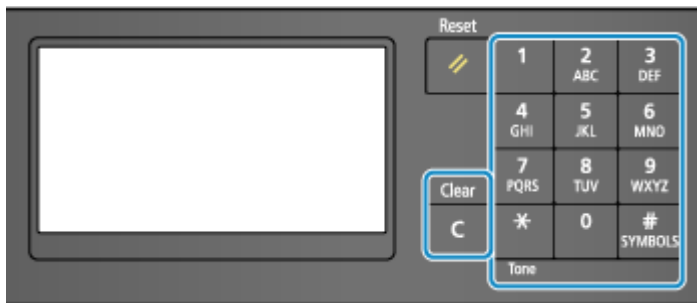 Reset
1 2 3
ABC DEF
4 5 6
GHI JKL MNO
7 8 9
PQRS TUV WXYZ
Clear
C
* 0 #
SYMBOLS
Tone